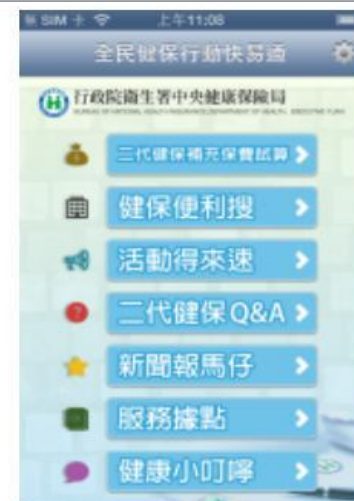 無 SIM 卡 上午11:08
全民健保行動快易通
行政院衛生署中央健康保險局
二代健保補充保費試算
健保便利搜
活動得來速
二代健保 Q&A
新聞報馬仔
服務據點
健康小叮嚀